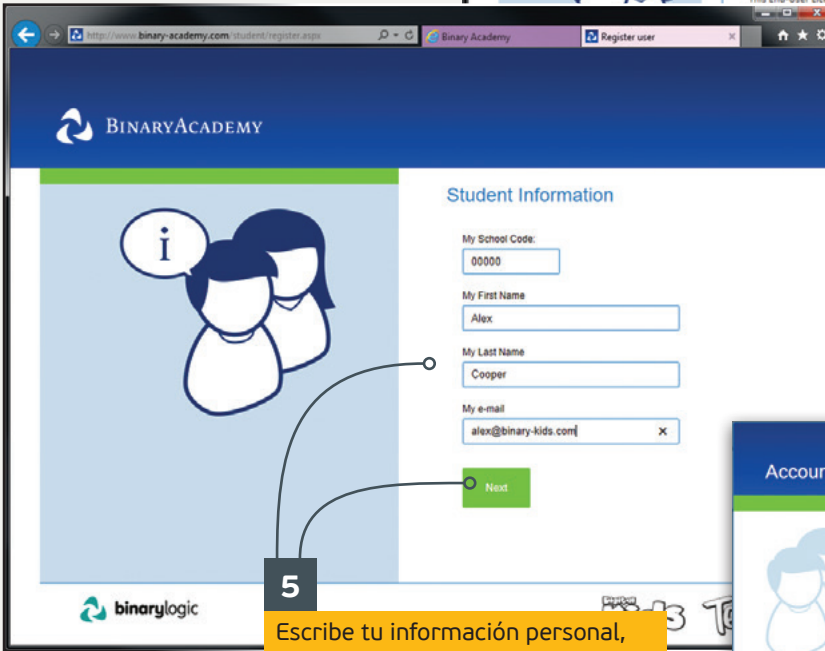 http://www.binary-academy.com/student/register.aspx
Binary Academy
Register user
BINARYACADEMY
i
Student Information
My School Code:
00000
My First Name
Alex
My Last Name
Cooper
My e-mail
alex@binary-kids.com
Next
Accoun
binarylogic
5
Escribe tu información personal,